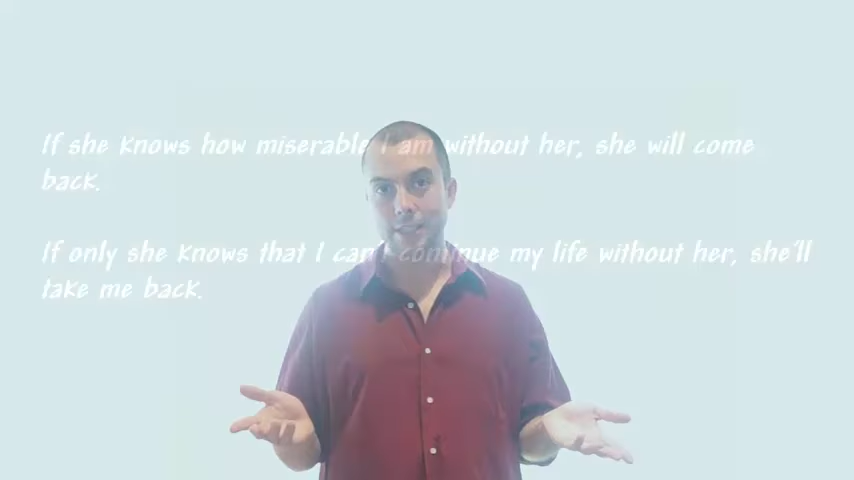 If she knows how miserable I am without her, she will come
back.
If only she knows that I can't continue my life without her, she'll
take me back.